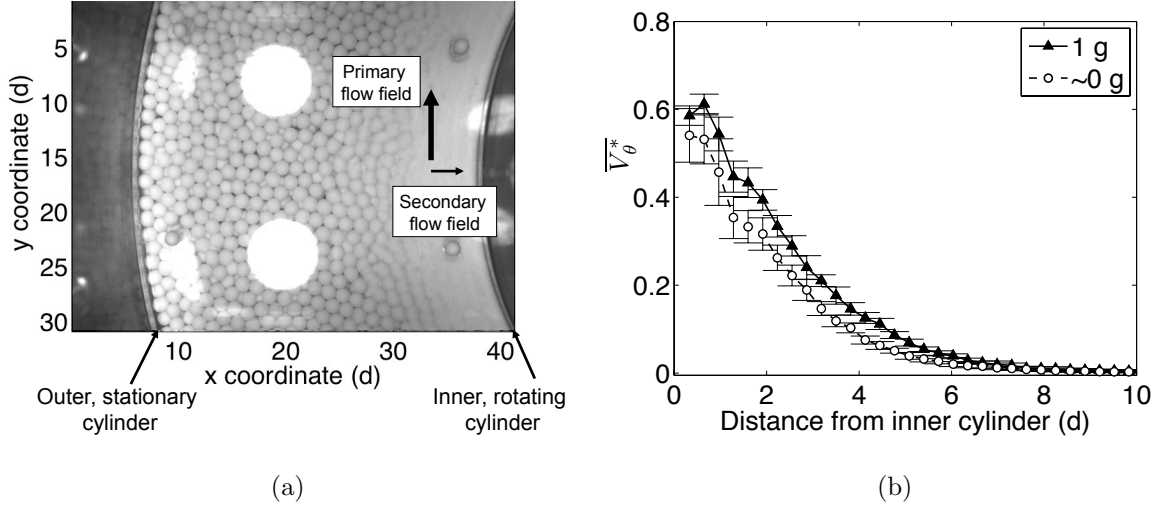 5
10
15
20
25
30
y coordinate (d)
10
20
30
40
x coordinate (d)
Primary
flow field
Secondary
flow field
Outer, stationary
cylinder
Inner, rotating
cylinder
(a)
0.8
0.6
0.4
0.2
0
V̅θ*
0
2
4
6
8
10
Distance from inner cylinder (d)
1 g
~0 g
(b)